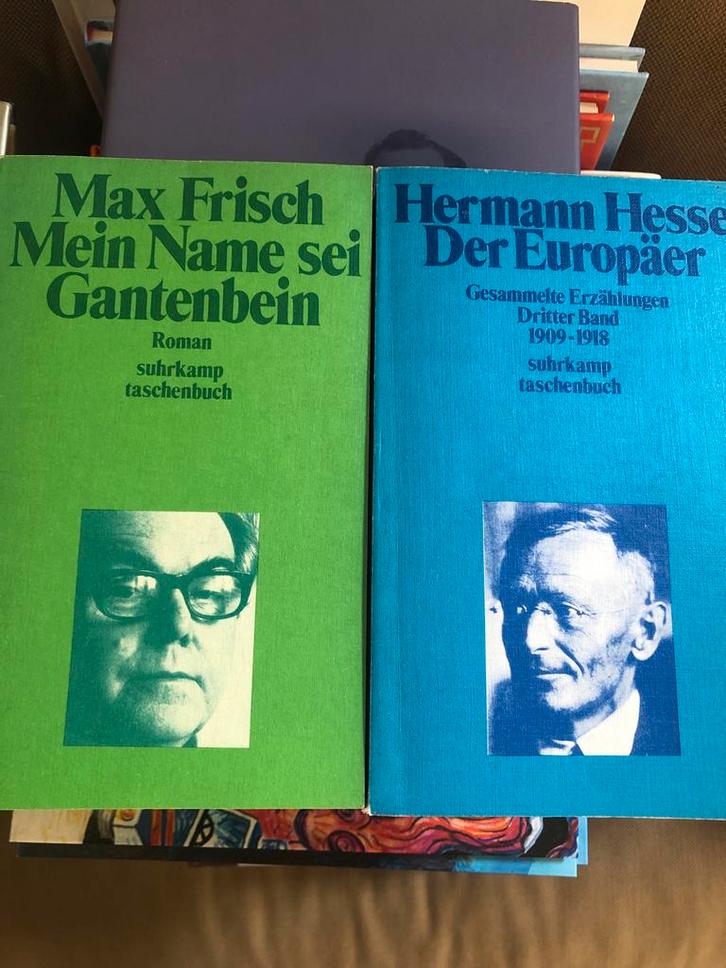 Max Frisch
Mein Name sei
Gantenbein
Roman
suhrkamp
taschenbuch
Hermann Hesse
Der Europäer
Gesammelte Erzählungen
Dritter Band
1909-1918
suhrkamp
taschenbuch